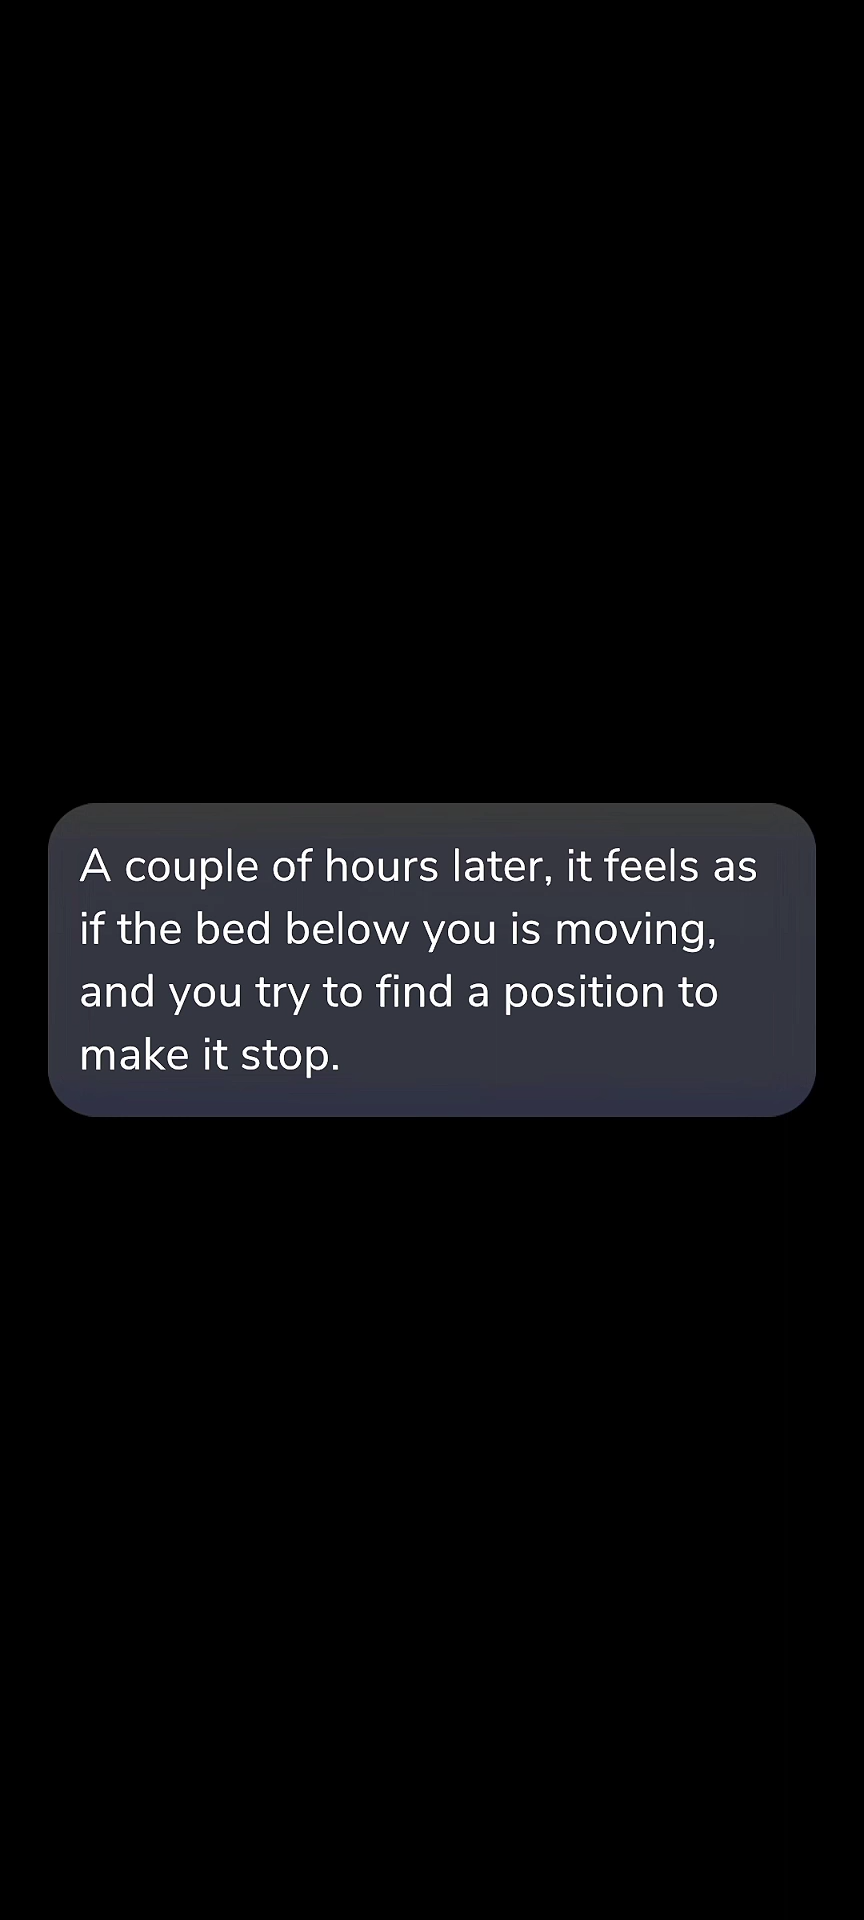 A couple of hours later, it feels as
if the bed below you is moving,
and you try to find a position to
make it stop.